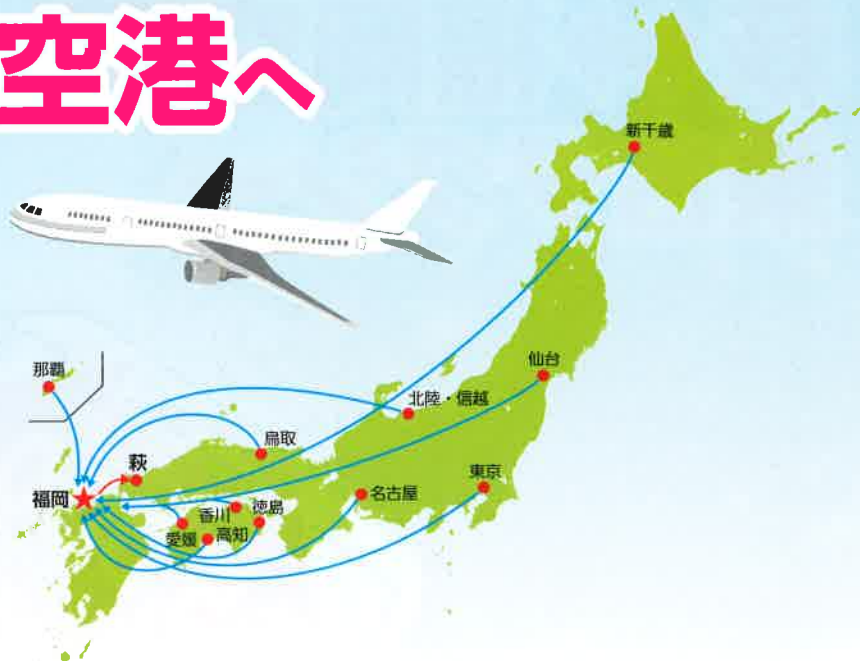 空港へ
新千歳
仙台
那覇
北陸・信越
鳥取
萩
福岡
東京
名古屋
香川
徳島
愛媛
高知